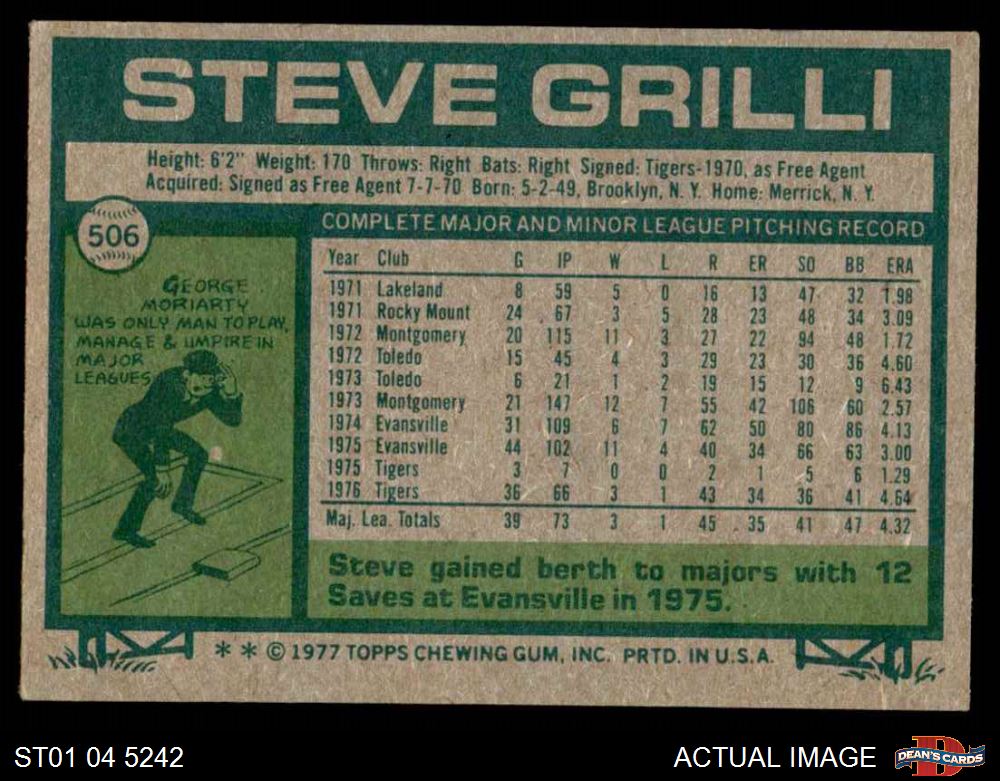 STEVE GRILLI
Height: 6'2" Weight: 170 Throws: Right Bats: Right Signed: Tigers-1970, as Free Agent
Acquired: Signed as Free Agent 7-7-70 Born: 5-2-49, Brooklyn, N. Y. Home: Merrick, N. Y.
506
GEORGE
MORIARTY
WAS ONLY MAN TO PLAY,
MANAGE & UMPIRE IN
MAJOR
LEAGUES
COMPLETE MAJOR AND MINOR LEAGUE PITCHING RECORD
Year Club G IP W L R ER SO BB ERA
1971 Lakeland 8 59 5 0 16 13 47 32 1.98
1971 Rocky Mount 24 67 3 5 28 23 48 34 3.09
1972 Montgomery 20 115 11 3 27 22 94 48 1.72
1972 Toledo 15 45 4 3 29 23 30 36 4.60
1973 Toledo 6 21 1 2 19 15 12 9 6.43
1973 Montgomery 21 147 12 7 55 42 106 60 2.57
1974 Evansville 31 109 6 7 62 50 80 86 4.13
1975 Evansville 44 102 11 4 40 34 66 63 3.00
1975 Tigers 3 7 0 0 2 1 5 6 1.29
1976 Tigers 36 66 3 1 43 34 36 41 4.64
Maj. Lea. Totals 39 73 3 1 45 35 41 47 4.32
Steve gained berth to majors with 12
Saves at Evansville in 1975.
* * © 1977 TOPPS CHEWING GUM, INC. PRTD. IN U.S.A.
ST01 04 5242
ACTUAL IMAGE
D
DEAN'S CARDS